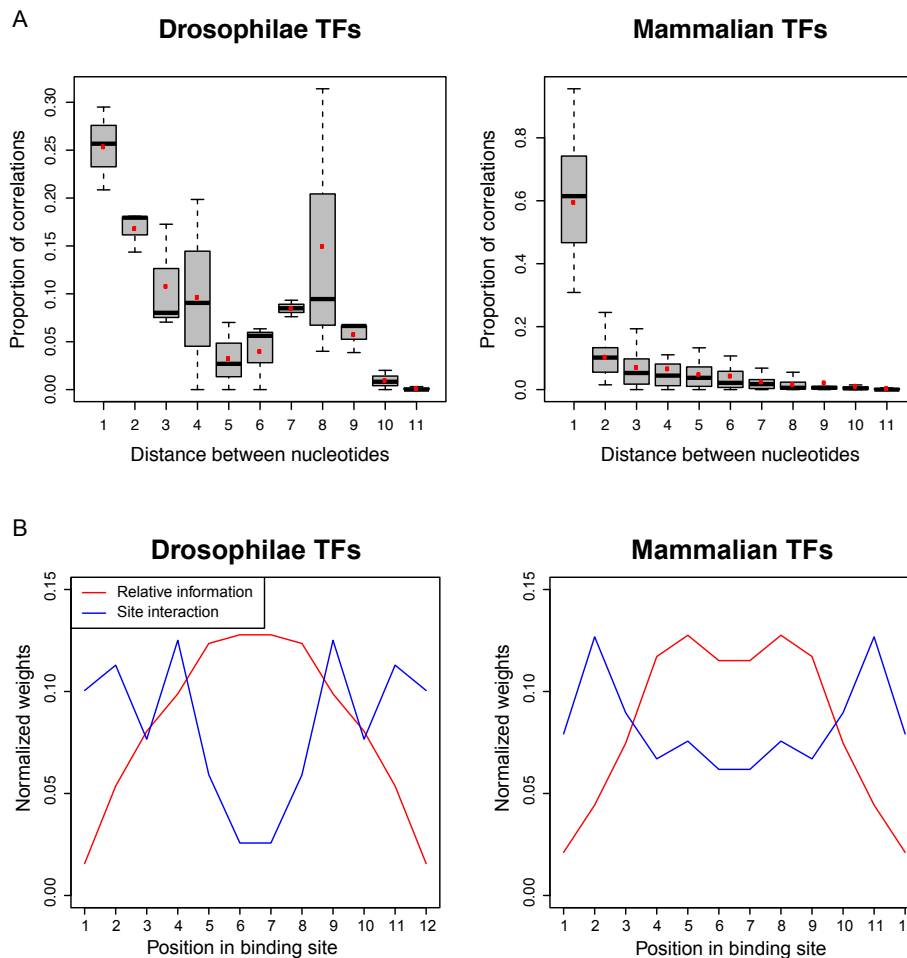 A
Drosophilae TFs
Mammalian TFs
Proportion of correlations
0.00 0.05 0.10 0.15 0.20 0.25 0.30
1 2 3 4 5 6 7 8 9 10 11
Distance between nucleotides
Proportion of correlations
0.0 0.2 0.4 0.6 0.8
1 2 3 4 5 6 7 8 9 10 11
Distance between nucleotides
B
Drosophilae TFs
Mammalian TFs
Relative information
Site interaction
Normalized weights
0.00 0.05 0.10 0.15
1 2 3 4 5 6 7 8 9 10 11 12
Position in binding site
Normalized weights
0.00 0.05 0.10 0.15
1 2 3 4 5 6 7 8 9 10 11
Position in binding site